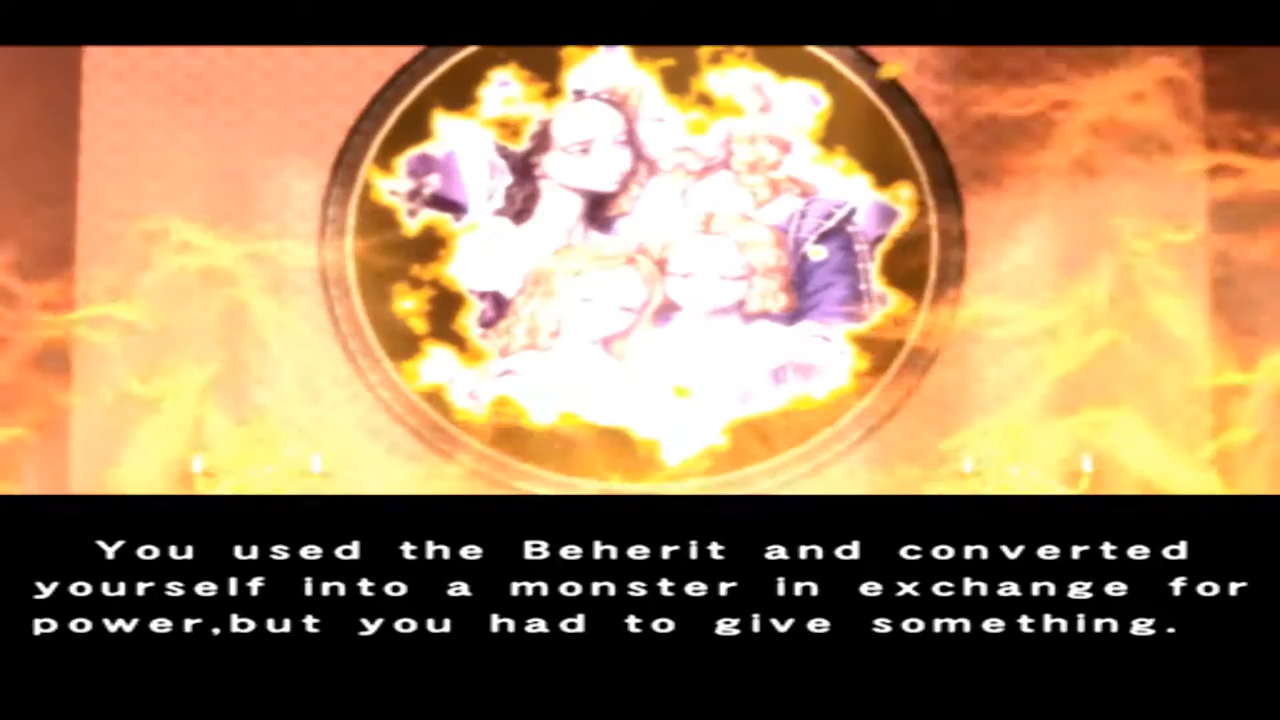 You used the Beherit and converted
yourself into a monster in exchange for
power,but you had to give something.